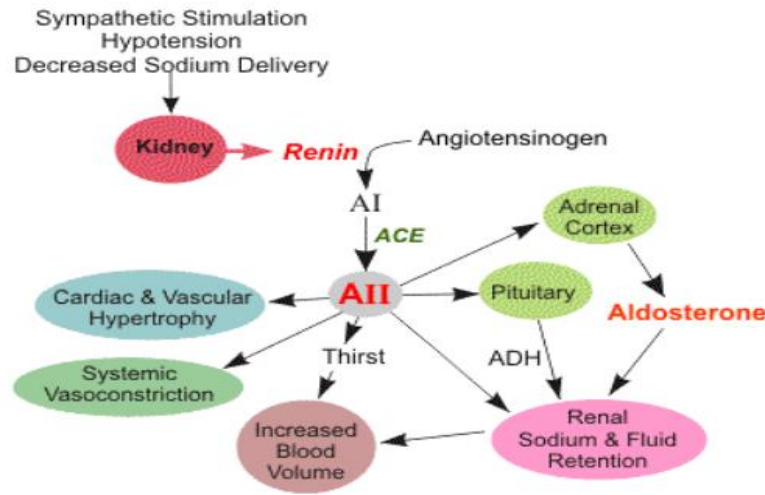 Sympathetic Stimulation
Hypotension
Decreased Sodium Delivery
Kidney
Renin
Angiotensinogen
AI
ACE
Adrenal
Cortex
AII
Cardiac & Vascular
Hypertrophy
Pituitary
Aldosterone
Thirst
ADH
Systemic
Vasoconstriction
Increased
Blood
Volume
Renal
Sodium & Fluid
Retention